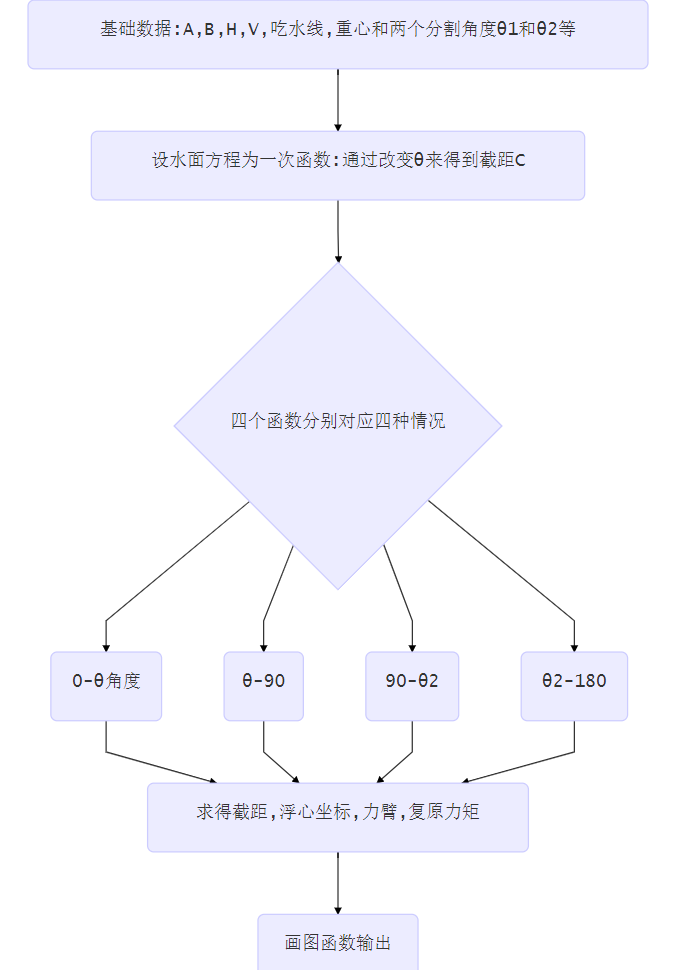 基础数据:A,B,H,V,吃水线,重心和两个分割角度θ1和θ2等
设水面方程为一次函数:通过改变θ来得到截距C
四个函数分别对应四种情况
0-θ角度
θ-90
90-θ2
θ2-180
求得截距,浮心坐标,力臂,复原力矩
画图函数输出